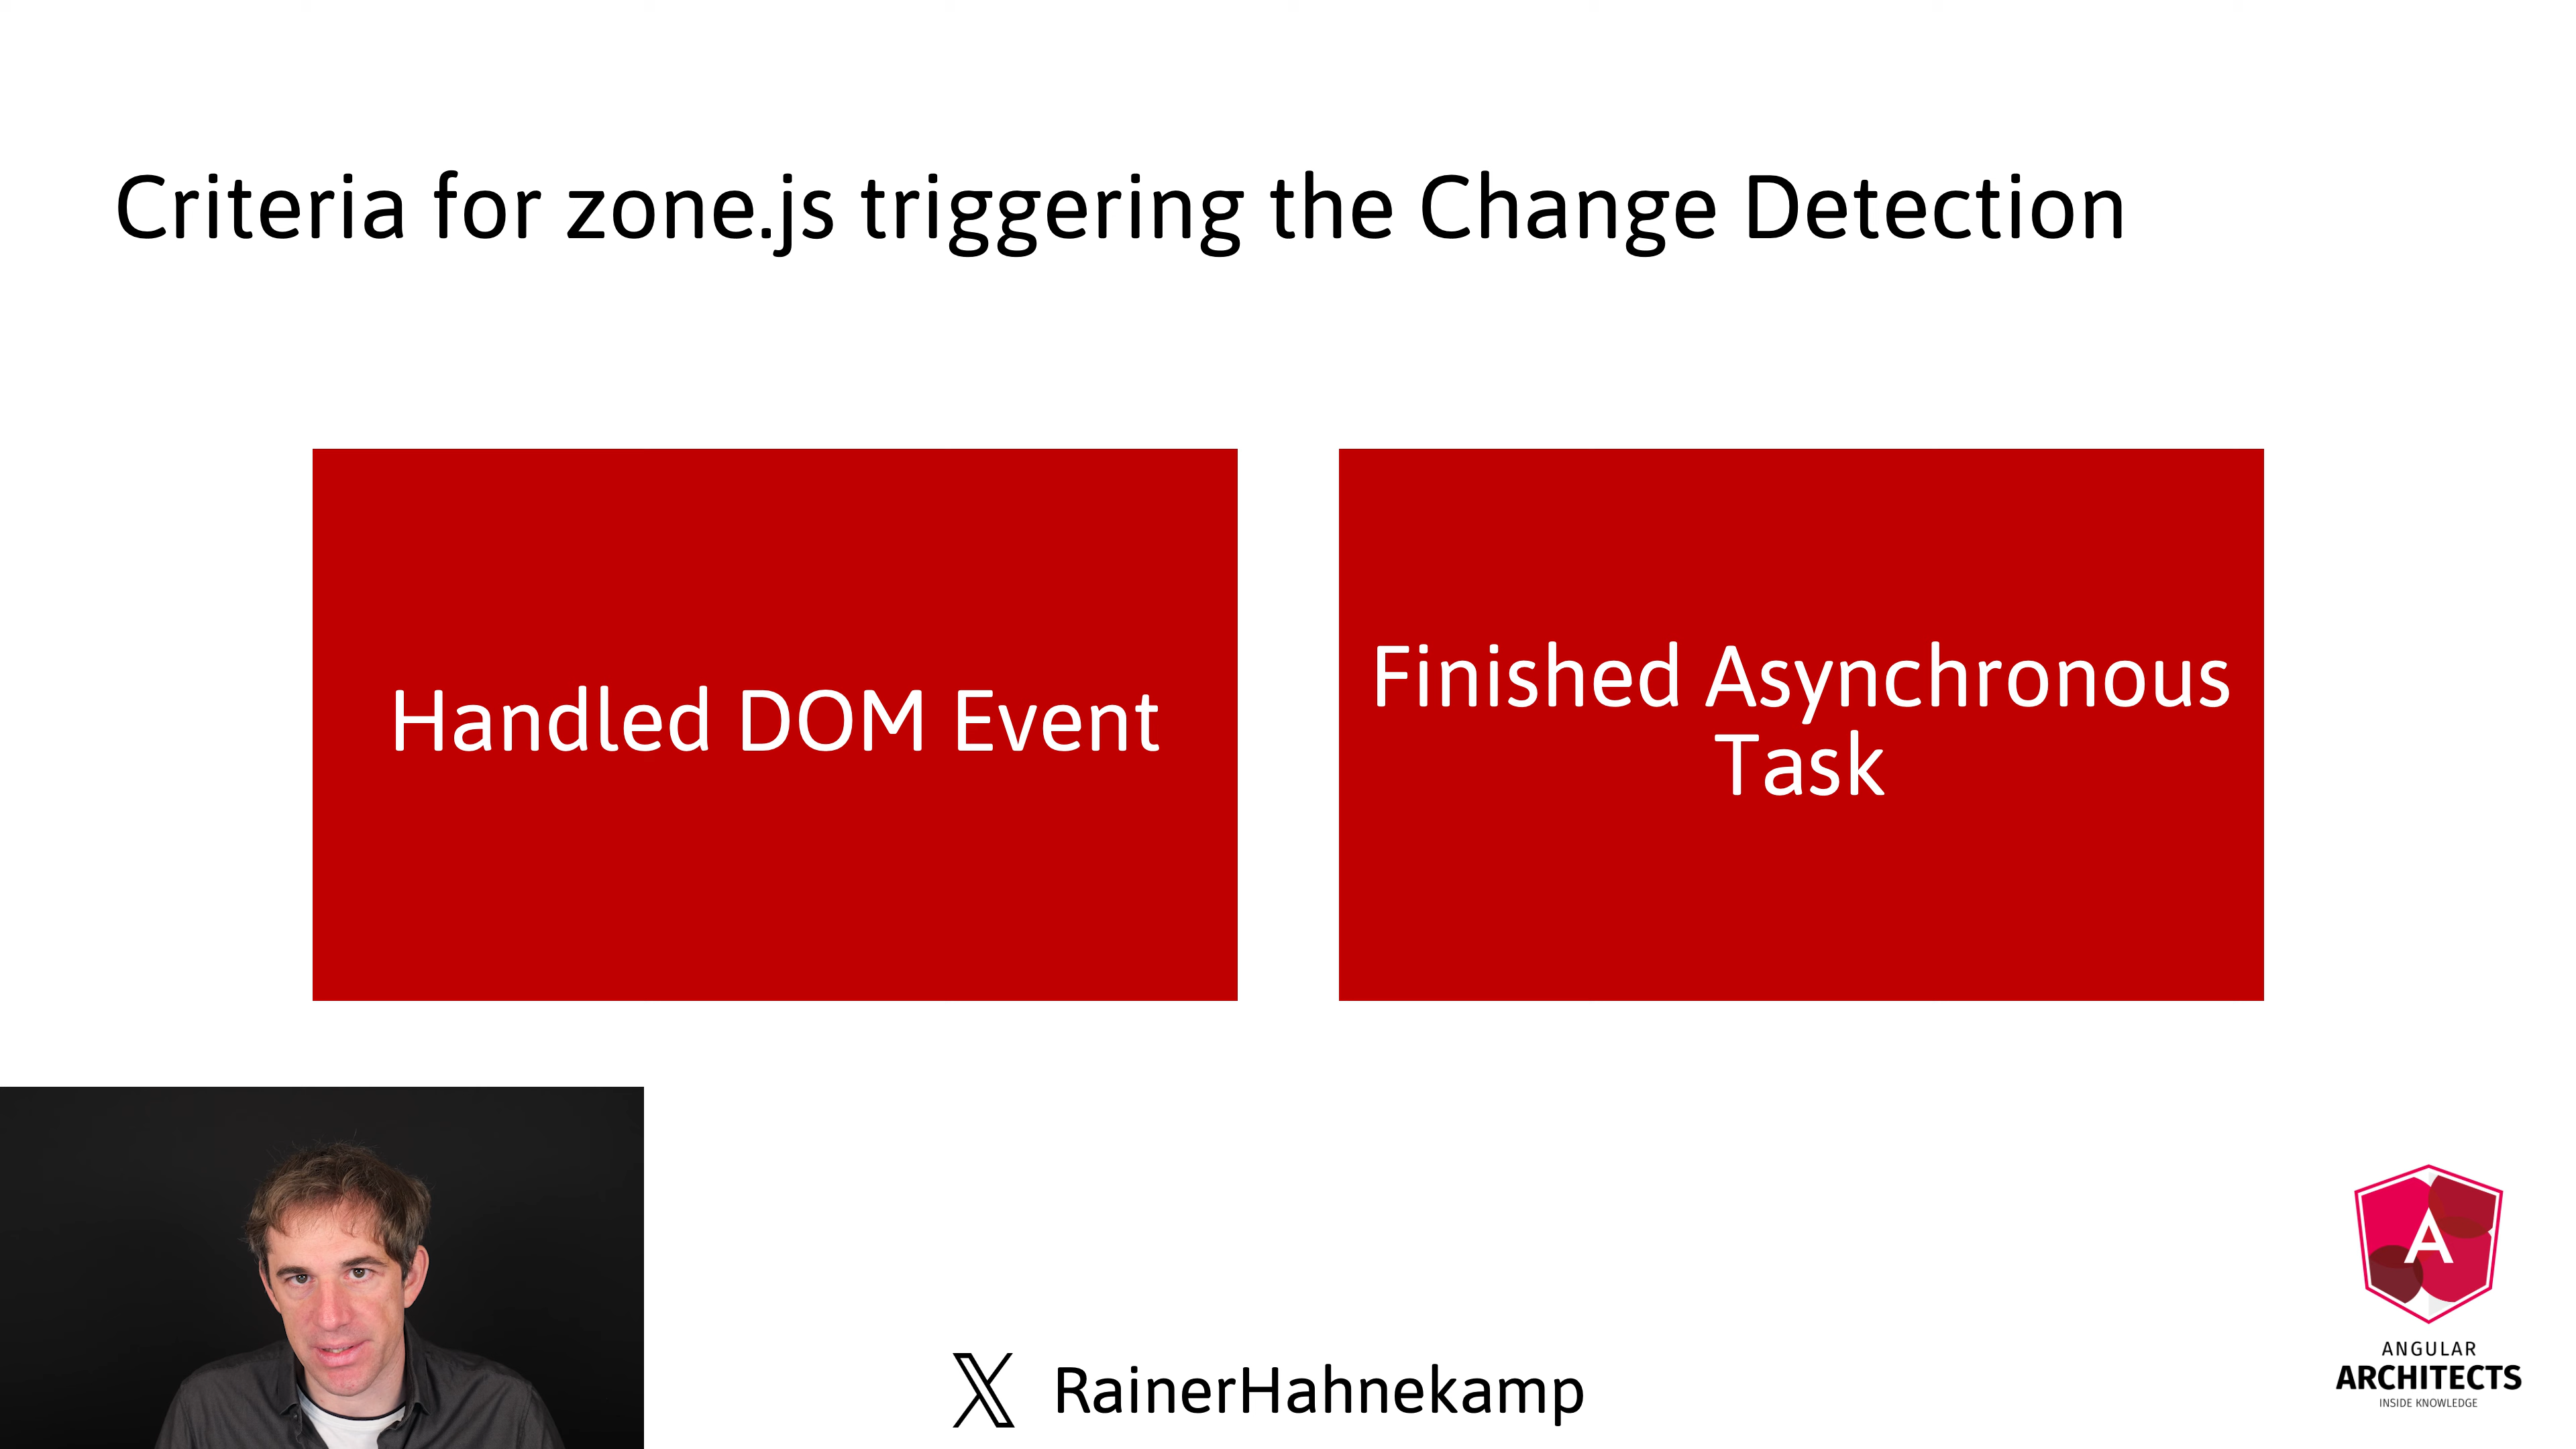 Criteria for zone.js triggering the Change Detection
Handled DOM Event
Finished Asynchronous
Task
X RainerHahnekamp
A
ANGULAR
ARCHITECTS
INSIDE KNOWLEDGE